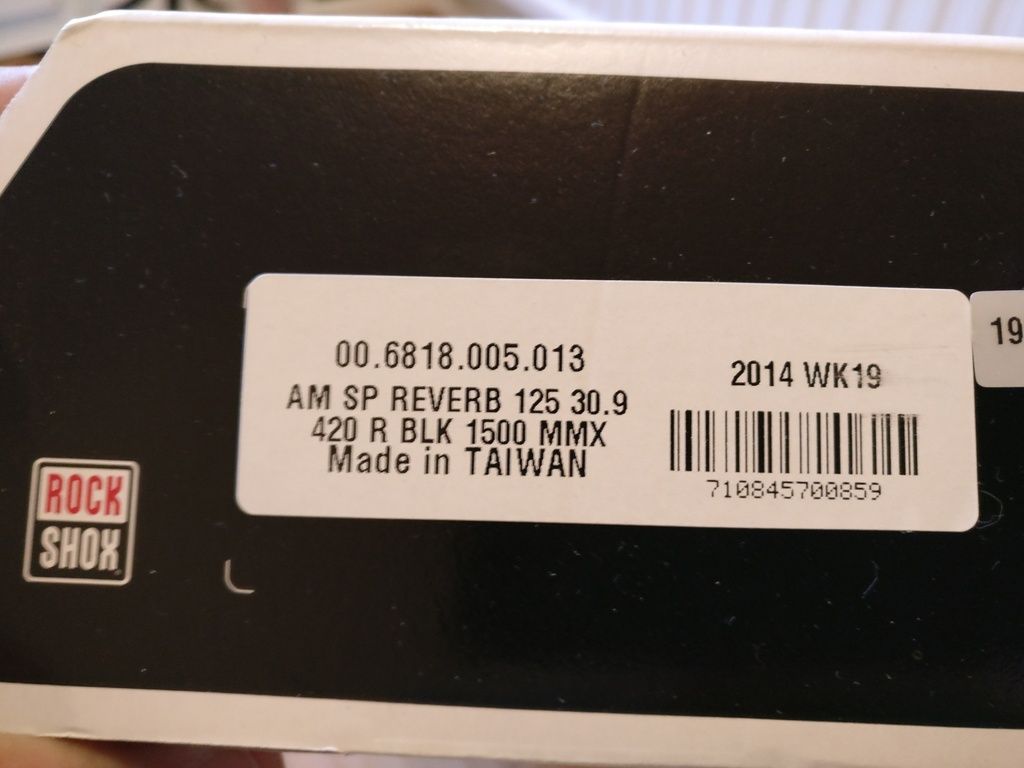 00.6818.005.013
AM SP REVERB 125 30.9
420 R BLK 1500 MMX
Made in TAIWAN
2014 WK19
710845700859
19
ROCK
SHOX